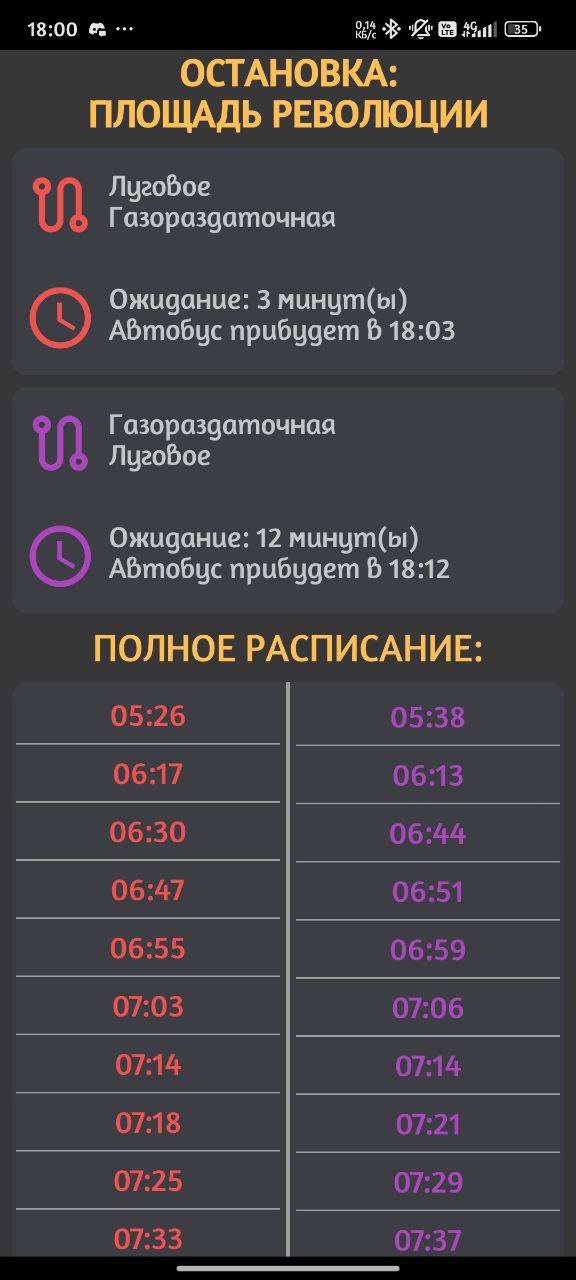 18:00 ... 0,14 КБ/с Vo LTE 4G 35
ОСТАНОВКА:
ПЛОЩАДЬ РЕВОЛЮЦИИ
Луговое
Газораздаточная
Ожидание: 3 минут(ы)
Автобус прибудет в 18:03
Газораздаточная
Луговое
Ожидание: 12 минут(ы)
Автобус прибудет в 18:12
ПОЛНОЕ РАСПИСАНИЕ:
05:26 05:38
06:17 06:13
06:30 06:44
06:47 06:51
06:55 06:59
07:03 07:06
07:14 07:14
07:18 07:21
07:25 07:29
07:33 07:37